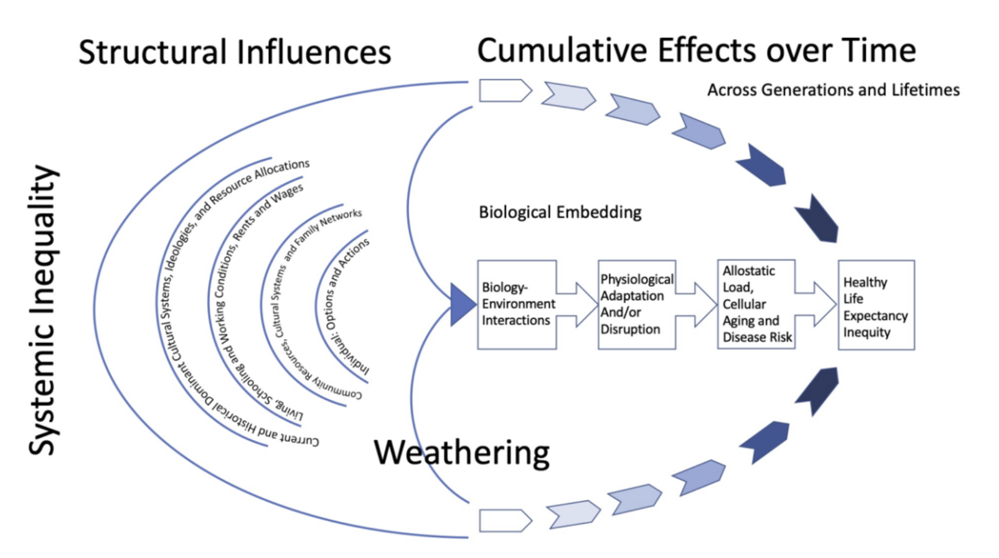 Structural Influences
Cumulative Effects over Time
Across Generations and Lifetimes
Systemic Inequality
Current and Historical Dominant Cultural Systems, Ideologies, and Resource Allocations
Living, Schooling and Working Conditions, Rents and Wages
Community Resources, Cultural Systems and Family Networks
Individual: Options and Actions
Biological Embedding
Biology-
Environment
Interactions
Physiological
Adaptation
And/or
Disruption
Allostatic
Load,
Cellular
Aging and
Disease Risk
Healthy
Life
Expectancy
Inequity
Weathering